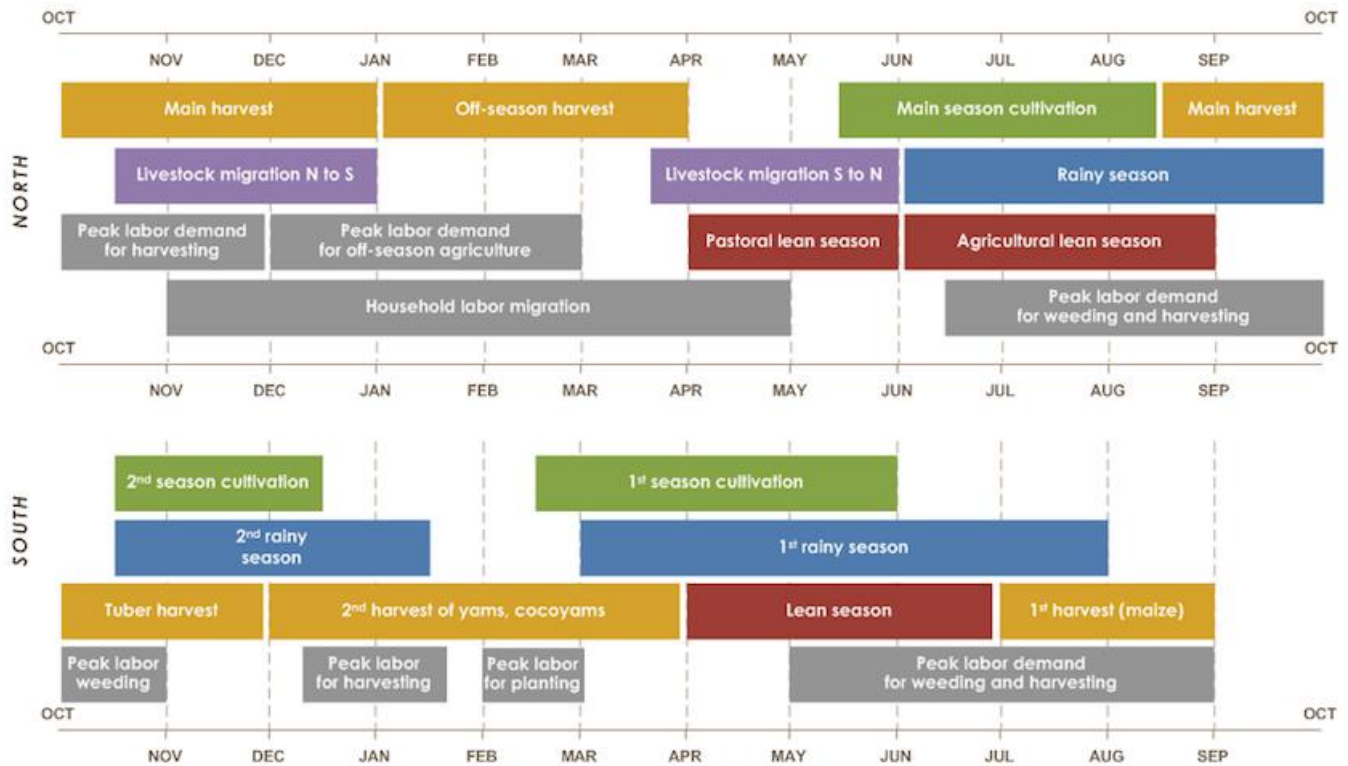 OCT OCT
NOV DEC JAN FEB MAR APR MAY JUN JUL AUG SEP
NORTH
Main harvest Off-season harvest Main season cultivation Main harvest
Livestock migration N to S Livestock migration S to N Rainy season
Peak labor demand
for harvesting
Peak labor demand
for off-season agriculture
Pastoral lean season Agricultural lean season
Household labor migration
Peak labor demand
for weeding and harvesting
OCT OCT
NOV DEC JAN FEB MAR APR MAY JUN JUL AUG SEP
SOUTH
2nd season cultivation 1st season cultivation
2nd rainy
season
1st rainy season
Tuber harvest 2nd harvest of yams, cocoyams Lean season 1st harvest (maize)
Peak labor
weeding
Peak labor
for harvesting
Peak labor
for planting
Peak labor demand
for weeding and harvesting
OCT OCT
NOV DEC JAN FEB MAR APR MAY JUN JUL AUG SEP